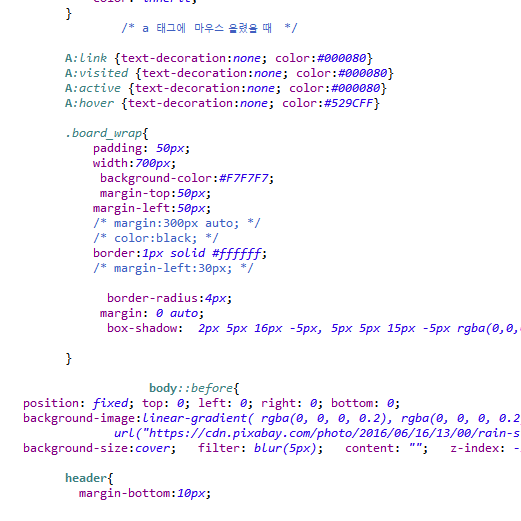 color: inherit;
}
/* a 태그에 마우스 올렸을 때 */
A:link {text-decoration:none; color:#000080}
A:visited {text-decoration:none; color:#000080}
A:active {text-decoration:none; color:#000080}
A:hover {text-decoration:none; color:#529CFF}
.board_wrap{
padding: 50px;
width:700px;
background-color:#F7F7F7;
margin-top:50px;
margin-left:50px;
/* margin:300px auto; */
/* color:black; */
border:1px solid #ffffff;
/* margin-left:30px; */
border-radius:4px;
margin: 0 auto;
box-shadow: 2px 5px 16px -5px, 5px 5px 15px -5px rgba(0,0,
}
body::before{
position: fixed; top: 0; left: 0; right: 0; bottom: 0;
background-image:linear-gradient( rgba(0, 0, 0, 0.2), rgba(0, 0, 0, 0.2
url("https://cdn.pixabay.com/photo/2016/06/16/13/00/rain-s
background-size:cover; filter: blur(5px); content: ""; z-index: -
header{
margin-bottom:10px;